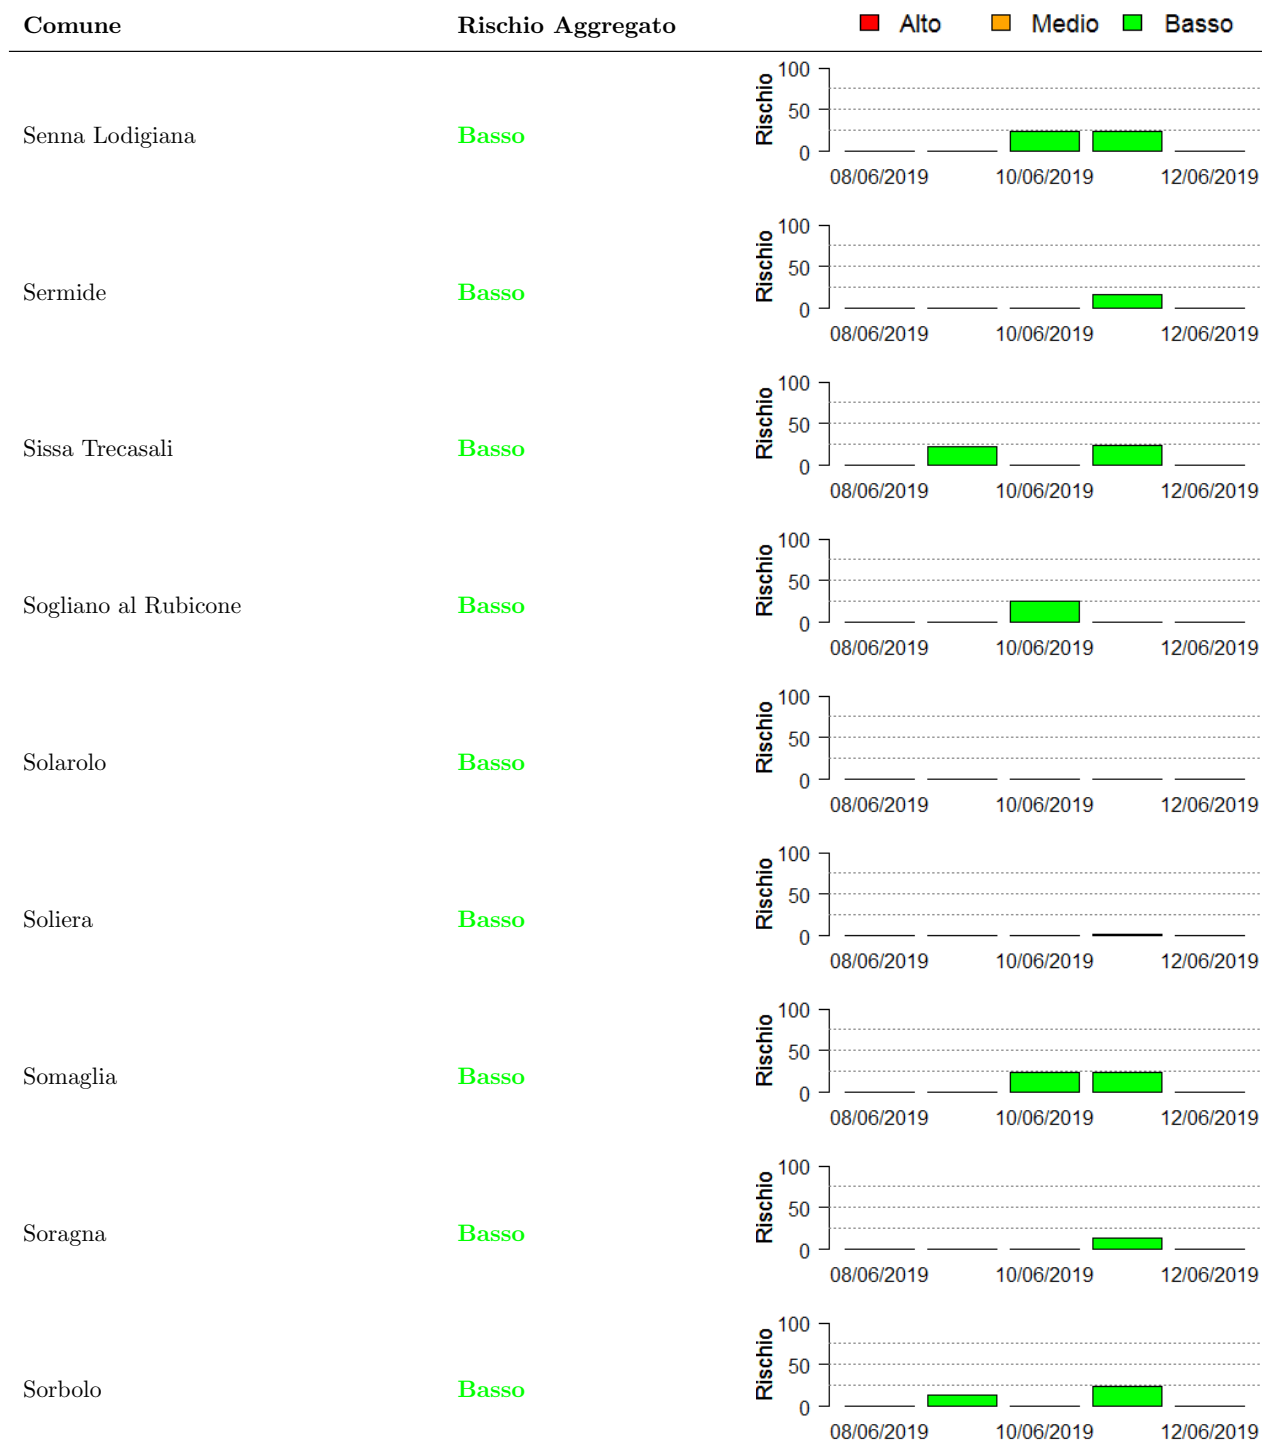 Comune Rischio Aggregato Alto Medio Basso
Senna Lodigiana Basso Rischio 100 50 0
08/06/2019 10/06/2019 12/06/2019
Sermide Basso Rischio 100 50 0
08/06/2019 10/06/2019 12/06/2019
Sissa Trecasali Basso Rischio 100 50 0
08/06/2019 10/06/2019 12/06/2019
Sogliano al Rubicone Basso Rischio 100 50 0
08/06/2019 10/06/2019 12/06/2019
Solarolo Basso Rischio 100 50 0
08/06/2019 10/06/2019 12/06/2019
Soliera Basso Rischio 100 50 0
08/06/2019 10/06/2019 12/06/2019
Somaglia Basso Rischio 100 50 0
08/06/2019 10/06/2019 12/06/2019
Soragna Basso Rischio 100 50 0
08/06/2019 10/06/2019 12/06/2019
Sorbolo Basso Rischio 100 50 0
08/06/2019 10/06/2019 12/06/2019